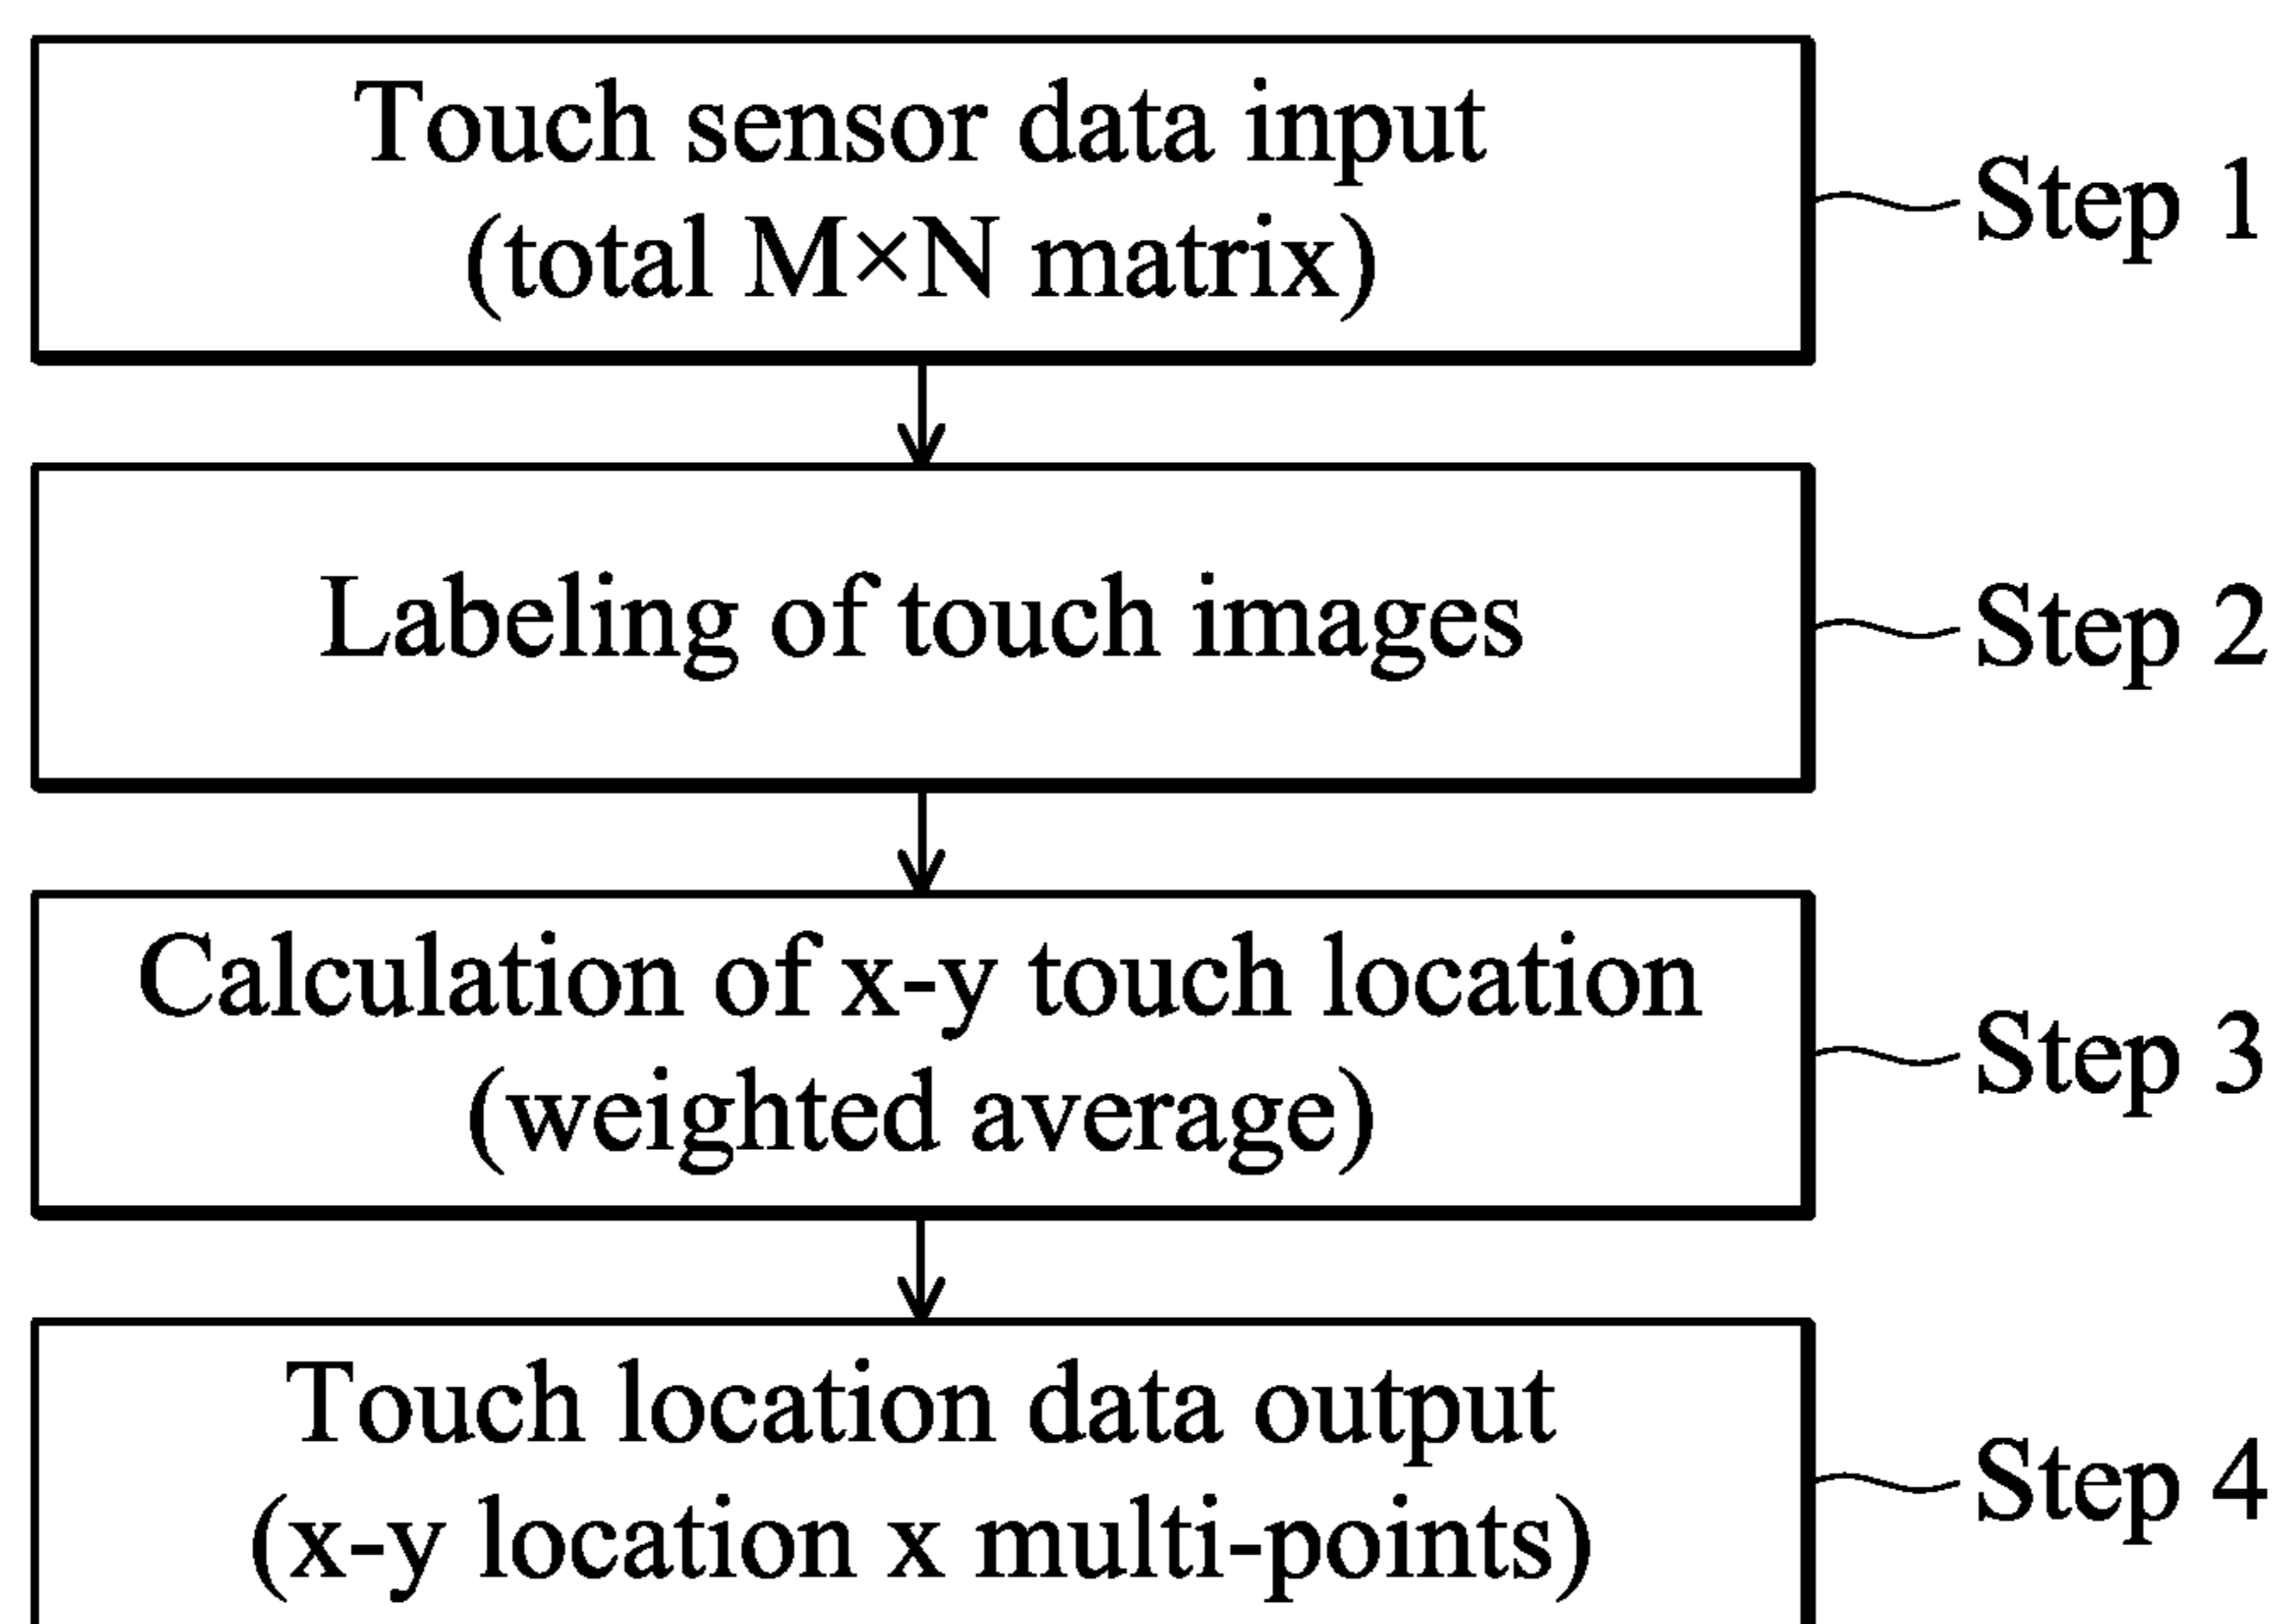 Touch sensor data input
(total M×N matrix)
Step 1
Labeling of touch images
Step 2
Calculation of x-y touch location
(weighted average)
Step 3
Touch location data output
(x-y location x multi-points)
Step 4